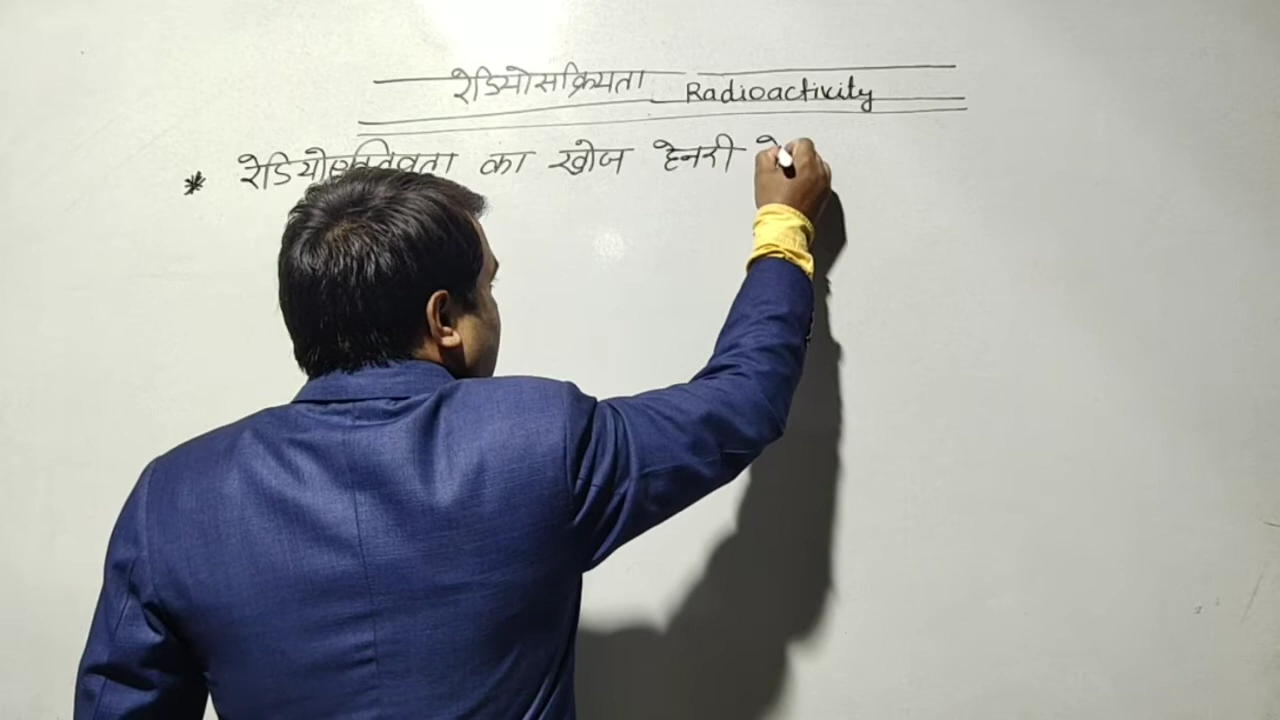 रेडियोसक्रियता Radioactivity
* रेडियोसक्रियता का खोज हेनरी